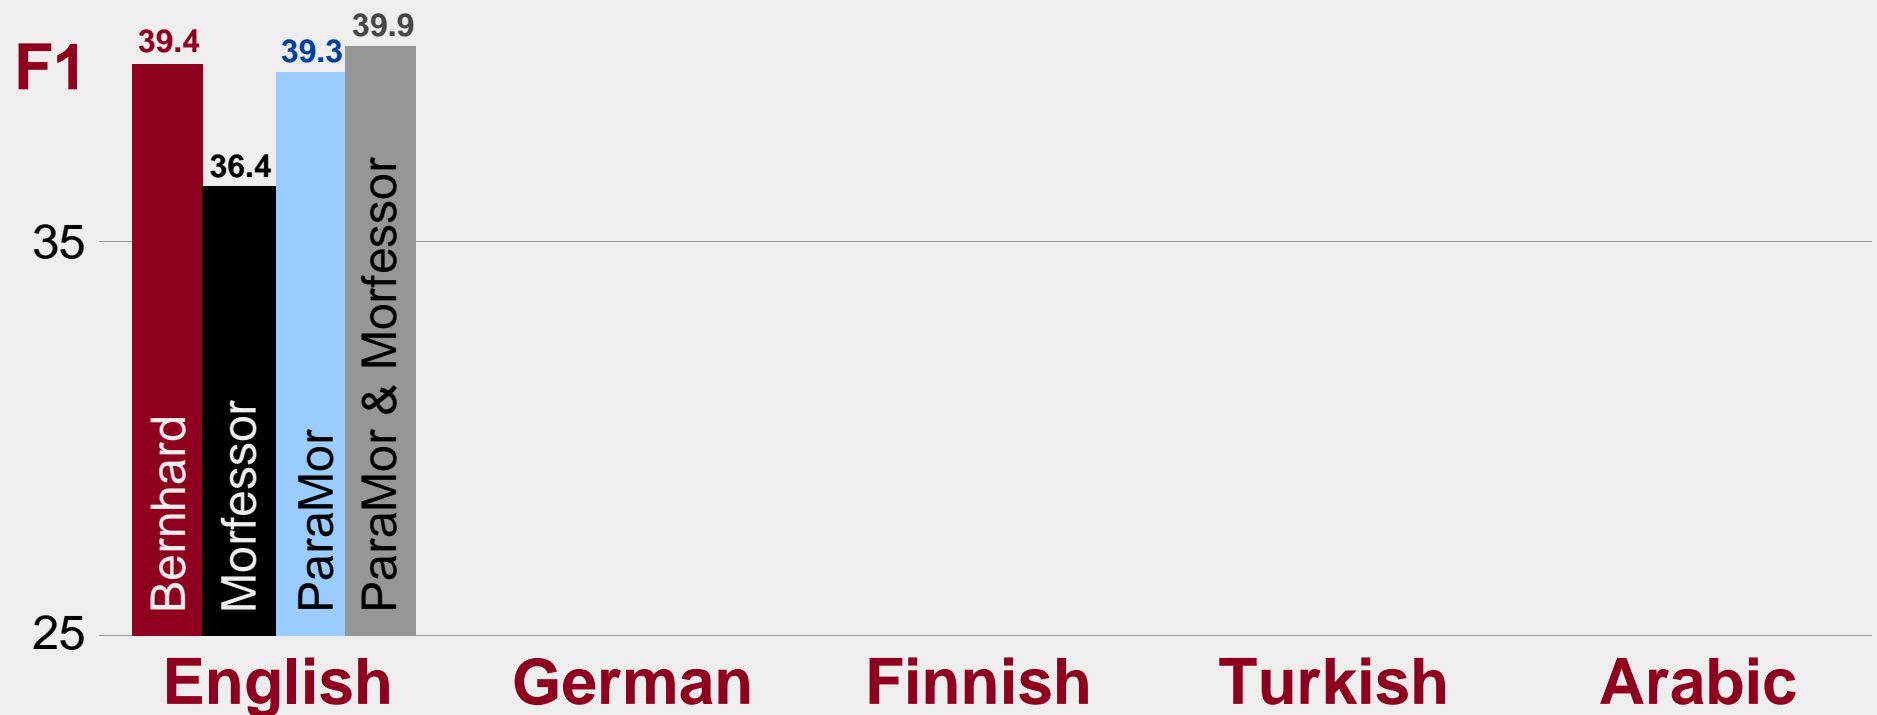 39.9
39.4
39.3
F1
36.4
35
Bernhard
Morfessor
ParaMor
ParaMor & Morfessor
25
English German Finnish Turkish Arabic